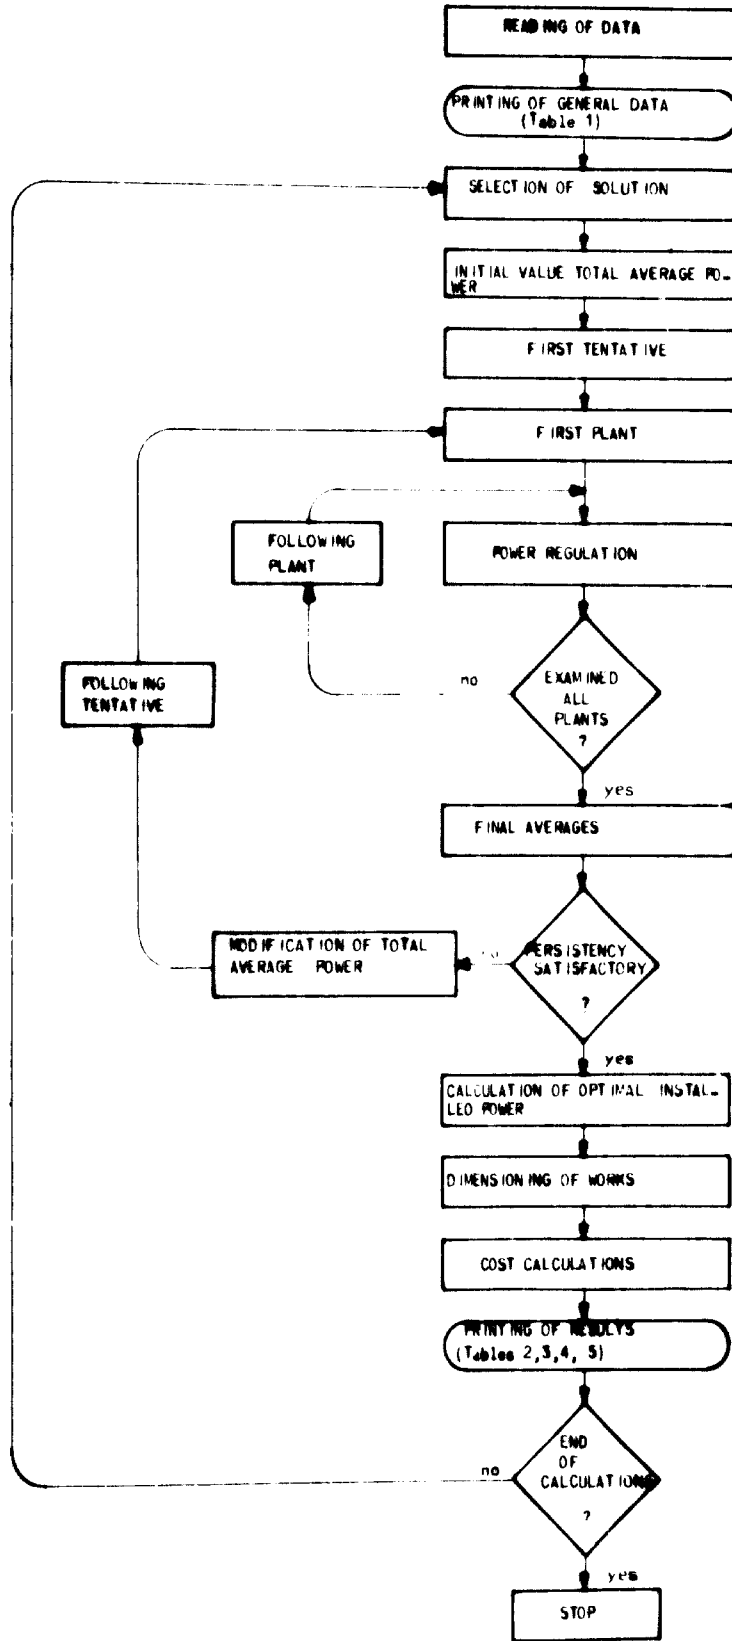 READING OF DATA
PRINTING OF GENERAL DATA
(Table 1)
SELECTION OF SOLUTION
INITIAL VALUE TOTAL AVERAGE PO-
WER
FIRST TENTATIVE
FIRST PLANT
FOLLOWING
PLANT
POWER REGULATION
FOLLOWING
TENTATIVE
no
EXAMINED
ALL
PLANTS
?
yes
FINAL AVERAGES
MODIFICATION OF TOTAL
AVERAGE POWER
PERSISTENCY
SATISFACTORY
?
yes
CALCULATION OF OPTIMAL INSTAL-
LED POWER
DIMENSIONING OF WORKS
COST CALCULATIONS
PRINTING OF RESULTS
(Tables 2,3,4, 5)
no
END
OF
CALCULATIONS
?
yes
STOP